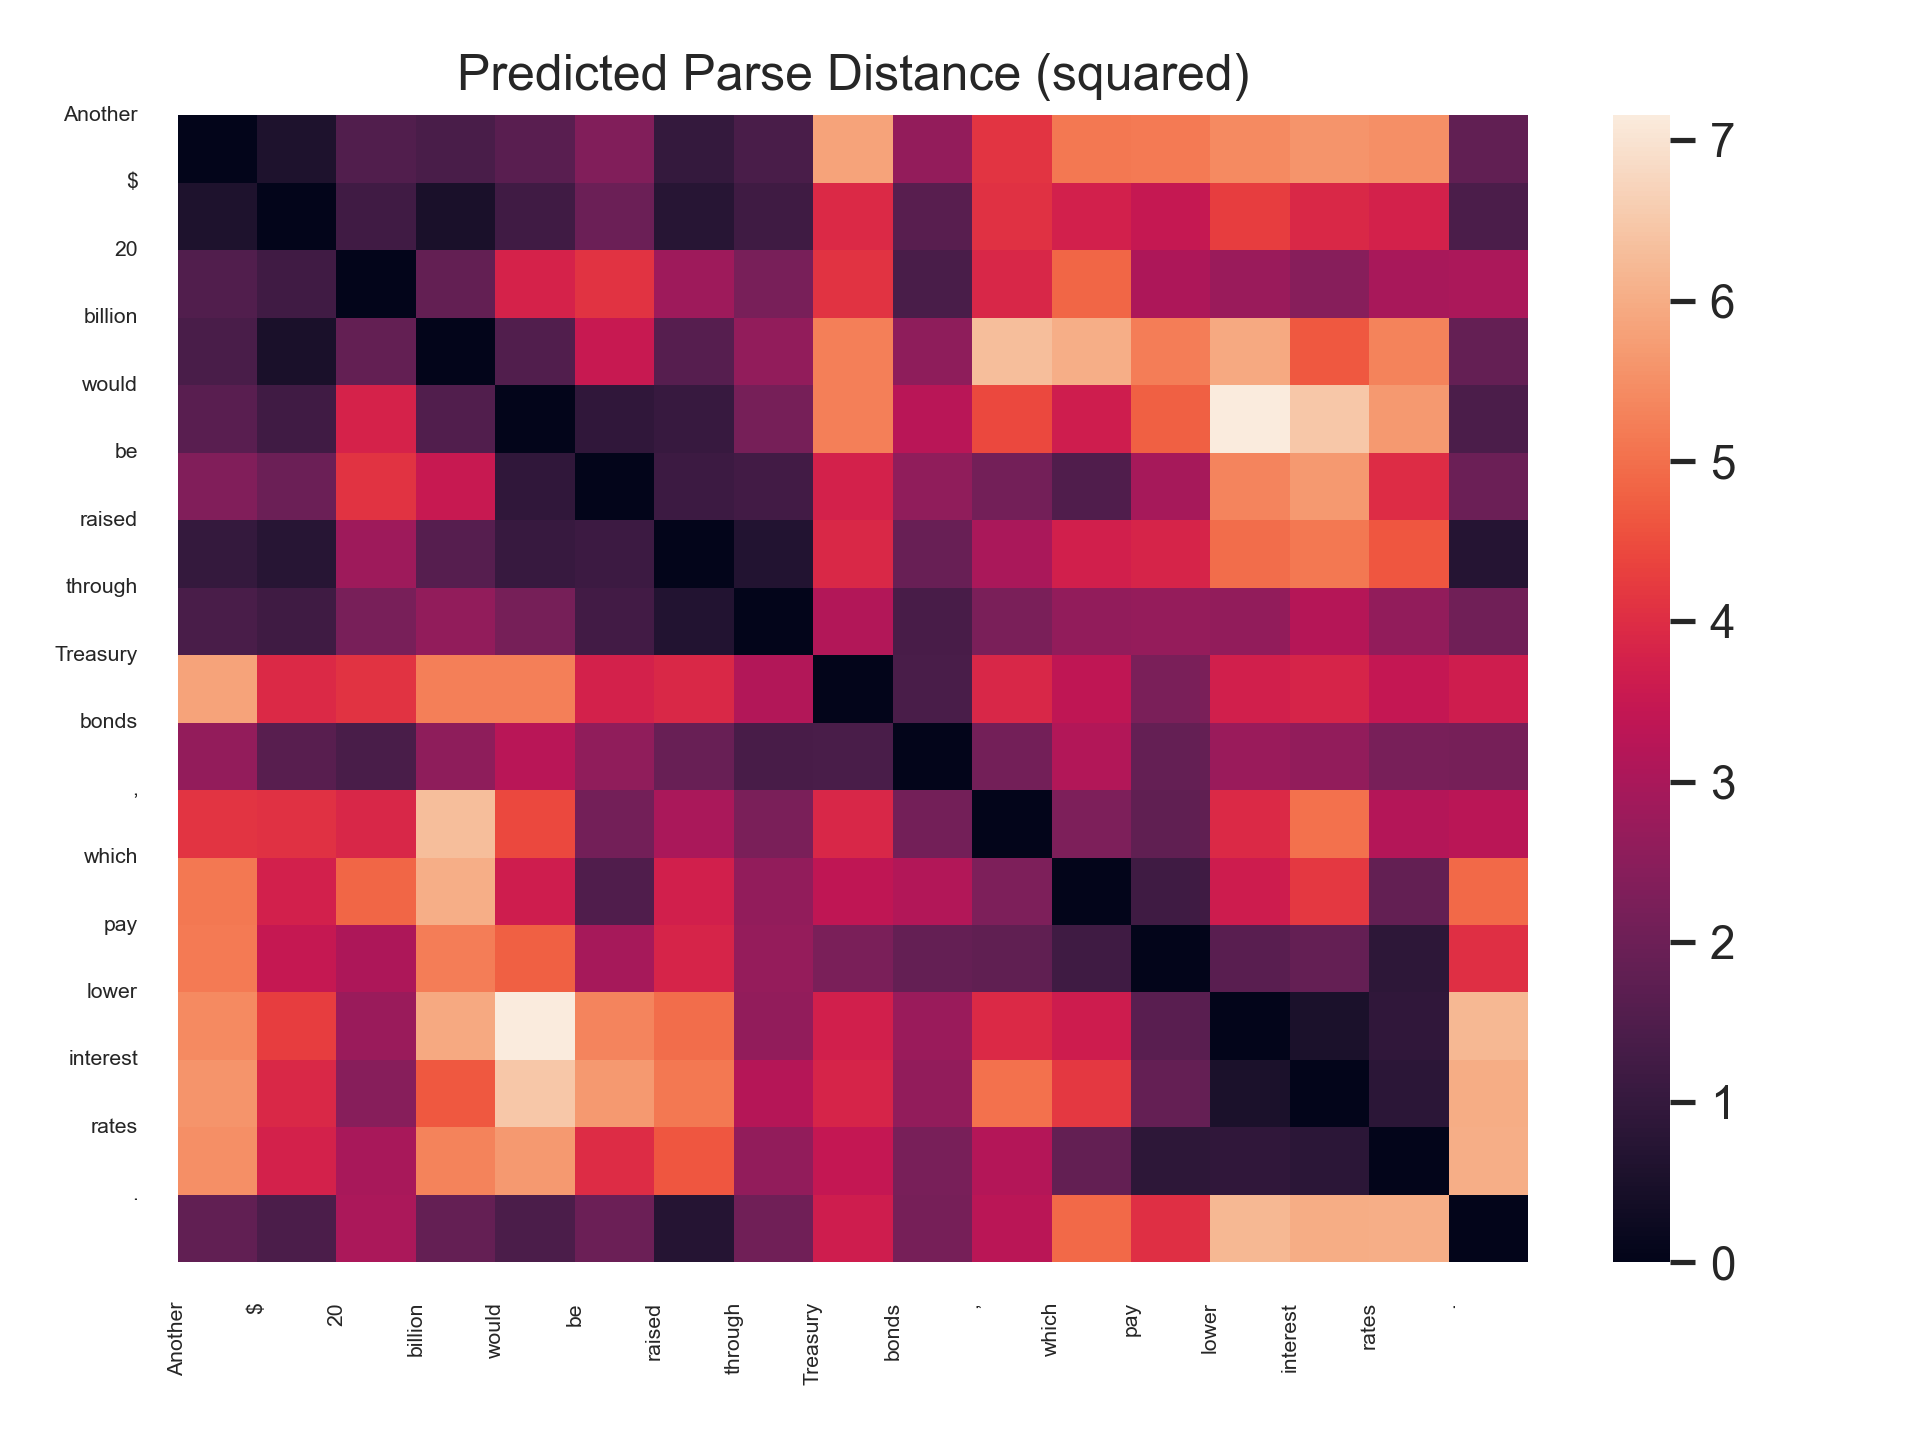 Predicted Parse Distance (squared)
Another
$
20
billion
would
be
raised
through
Treasury
bonds
,
which
pay
lower
interest
rates
.
7
6
5
4
3
2
1
0
Another
$
20
billion
would
be
raised
through
Treasury
bonds
,
which
pay
lower
interest
rates
.